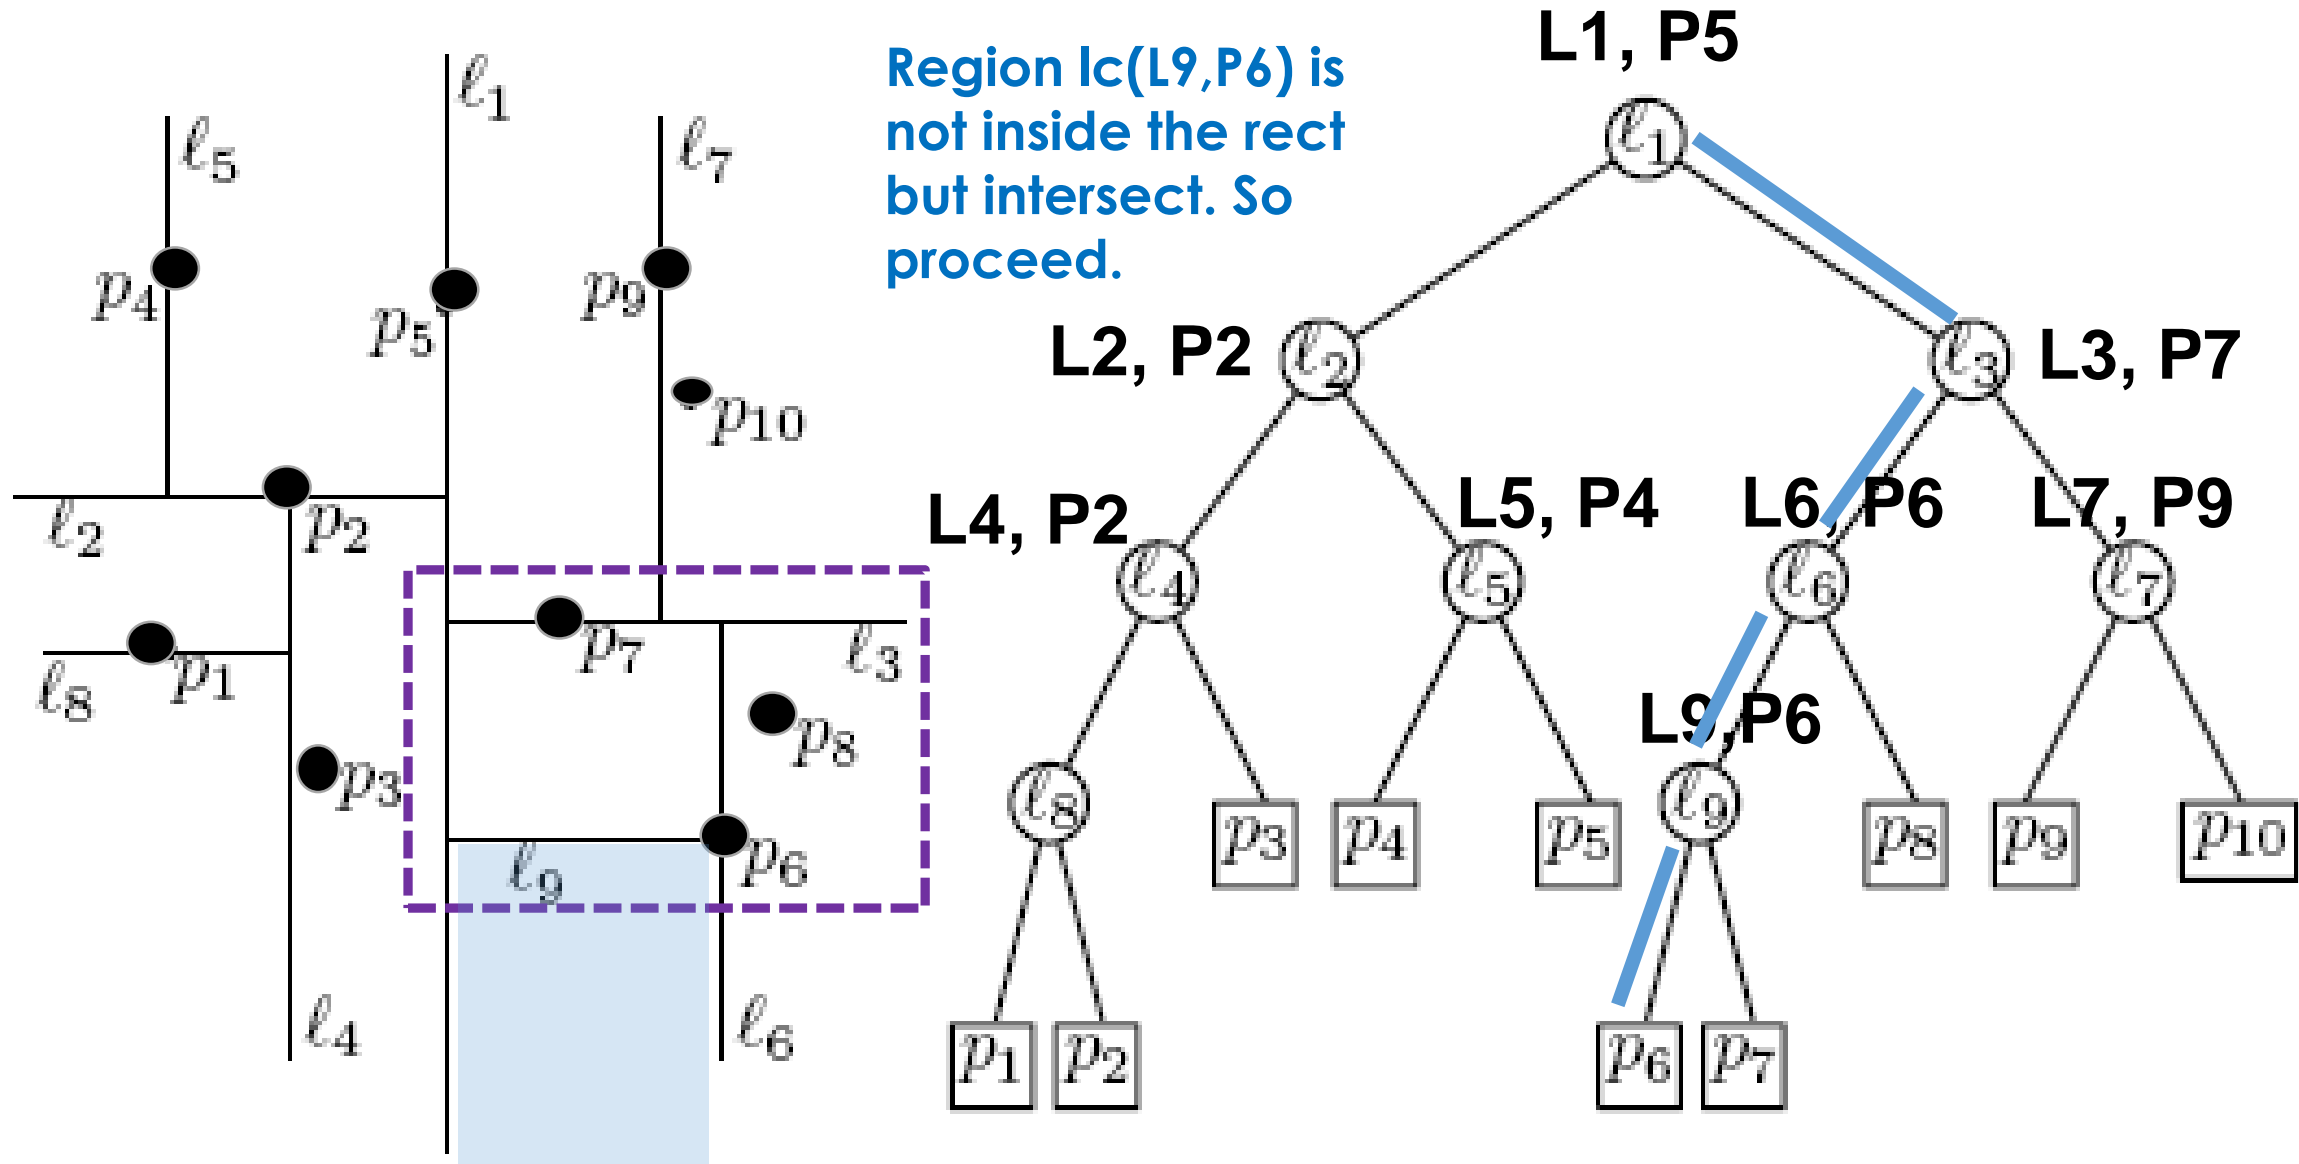 Region lc(L9,P6) is
not inside the rect
but intersect. So
proceed.
ℓ1
ℓ5
ℓ7
p4
p5
p9
p10
ℓ2
p2
p7
ℓ3
p1
ℓ8
p3
p8
ℓ9
p6
ℓ4
ℓ6
L1, P5
ℓ1
L2, P2
ℓ2
ℓ3
L3, P7
L4, P2
L5, P4
L6, P6
L7, P9
ℓ4
ℓ5
ℓ6
ℓ7
L9,P6
ℓ8
p3
p4
p5
ℓ9
p8
p9
p10
p1
p2
p6
p7